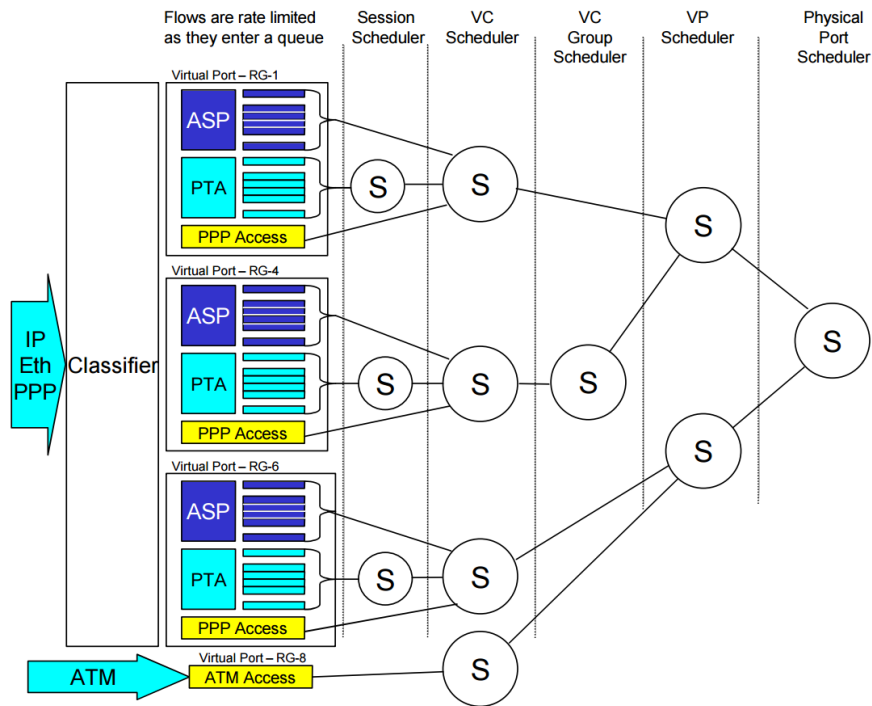 Flows are rate limited
as they enter a queue
Session
Scheduler
VC
Scheduler
VC
Group
Scheduler
VP
Scheduler
Physical
Port
Scheduler
Virtual Port – RG-1
ASP
PTA
PPP Access
S
S
S
Virtual Port – RG-4
ASP
PTA
PPP Access
S
S
S
S
IP
Eth
PPP
Classifier
Virtual Port – RG-6
ASP
PTA
PPP Access
S
S
S
Virtual Port – RG-8
ATM
ATM Access
S